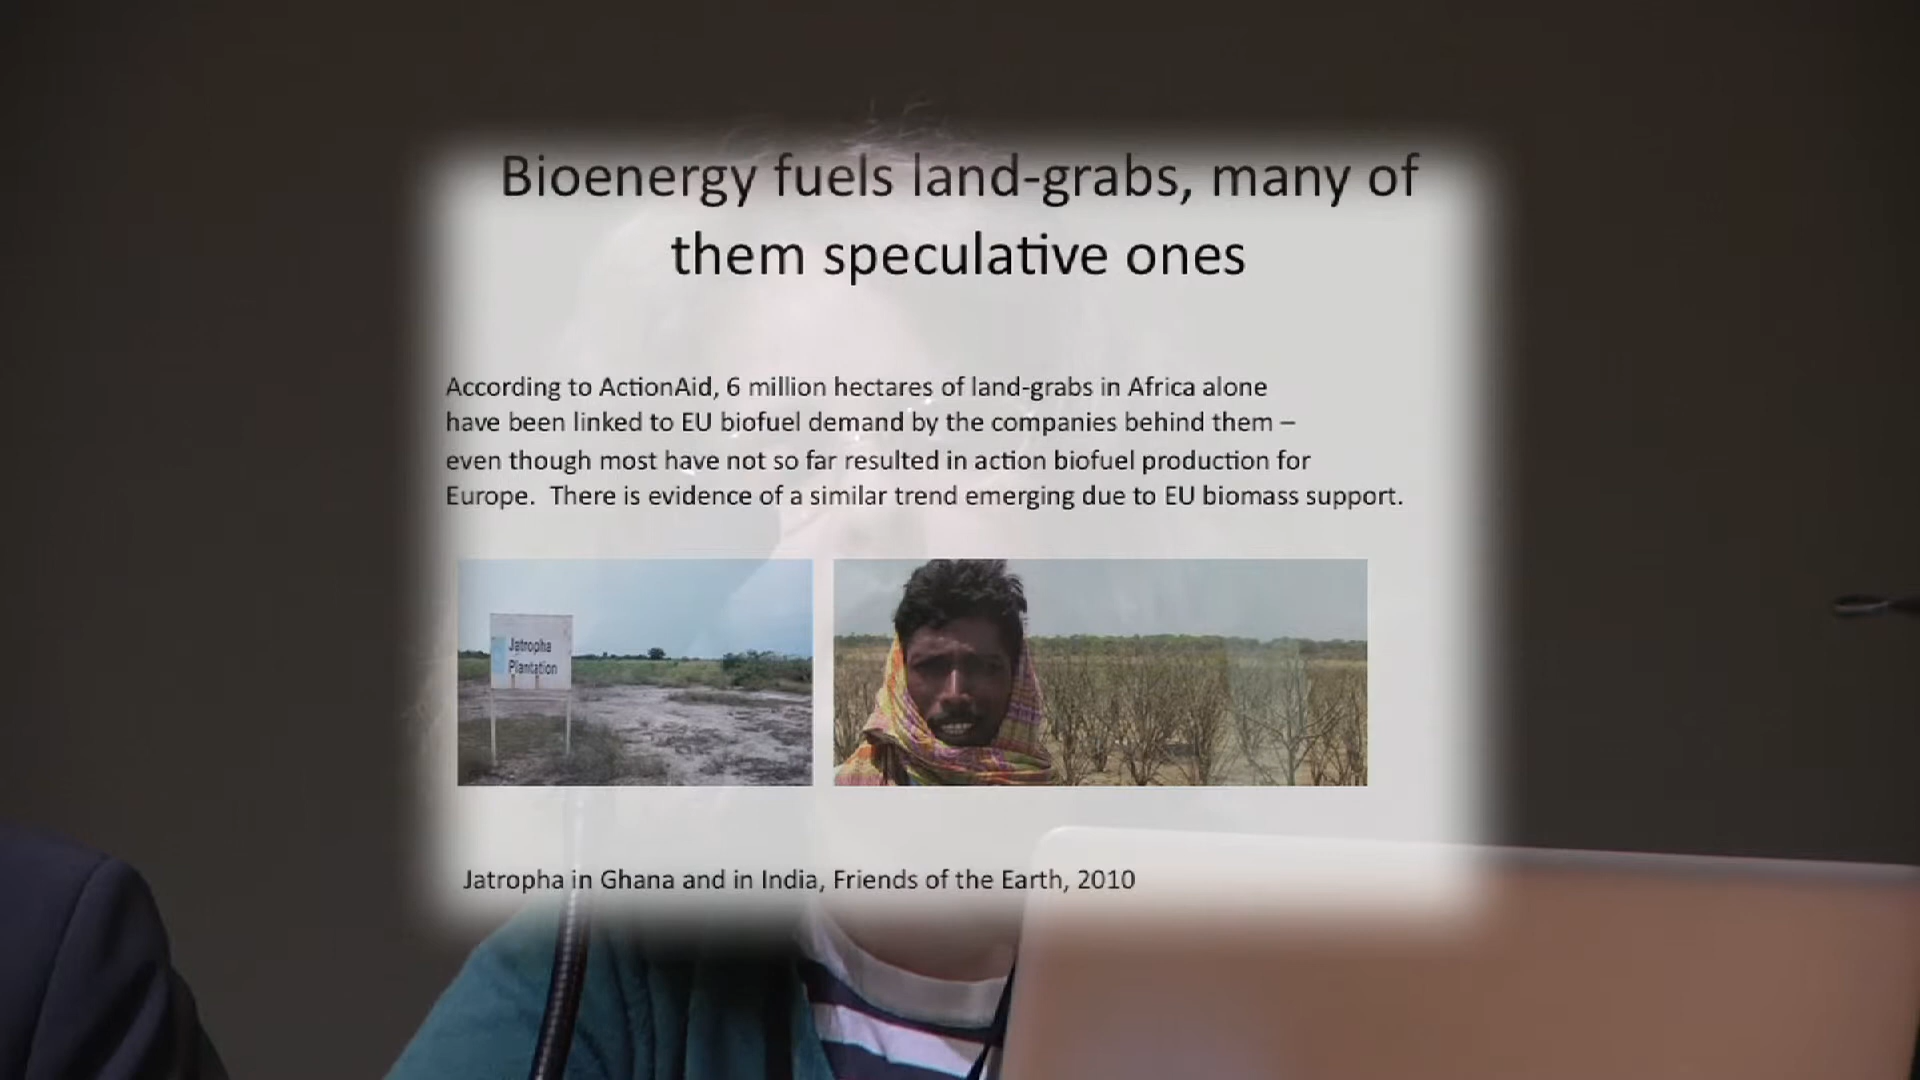 Bioenergy fuels land-grabs, many of
them speculative ones
According to ActionAid, 6 million hectares of land-grabs in Africa alone
have been linked to EU biofuel demand by the companies behind them –
even though most have not so far resulted in action biofuel production for
Europe. There is evidence of a similar trend emerging due to EU biomass support.
Jatropha
Plantation
Jatropha in Ghana and in India, Friends of the Earth, 2010